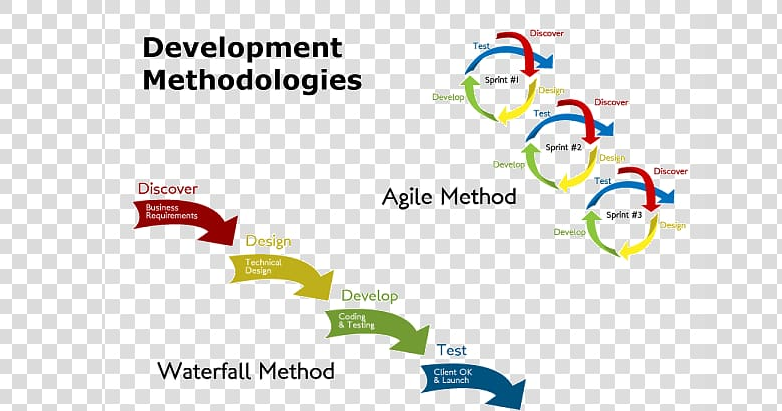 Development
Methodologies
Discover
Test
Sprint #1
Develop
Design
Discover
Test
Sprint #2
Develop
Design
Discover
Test
Sprint #3
Develop
Design
Agile Method
Discover
Business
Requirements
Design
Technical
Design
Develop
Coding
& Testing
Test
Client OK
& Launch
Waterfall Method